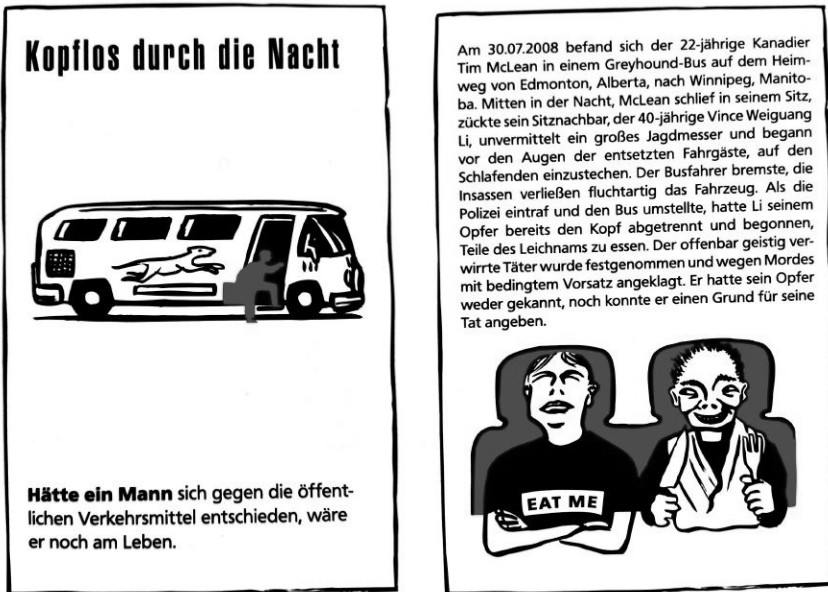 Kopflos durch die Nacht
Hätte ein Mann sich gegen die öffent-
lichen Verkehrsmittel entschieden, wäre
er noch am Leben.
Am 30.07.2008 befand sich der 22-jährige Kanadier
Tim McLean in einem Greyhound-Bus auf dem Heim-
weg von Edmonton, Alberta, nach Winnipeg, Manito-
ba. Mitten in der Nacht, McLean schlief in seinem Sitz,
zückte sein Sitznachbar, der 40-jährige Vince Weiguang
Li, unvermittelt ein großes Jagdmesser und begann
vor den Augen der entsetzten Fahrgäste, auf den
Schlafenden einzustechen. Der Busfahrer bremste, die
Insassen verließen fluchtartig das Fahrzeug. Als die
Polizei eintraf und den Bus umstellte, hatte Li seinem
Opfer bereits den Kopf abgetrennt und begonnen,
Teile des Leichnams zu essen. Der offenbar geistig ver-
wirrte Täter wurde festgenommen und wegen Mordes
mit bedingtem Vorsatz angeklagt. Er hatte sein Opfer
weder gekannt, noch konnte er einen Grund für seine
Tat angeben.
EAT ME